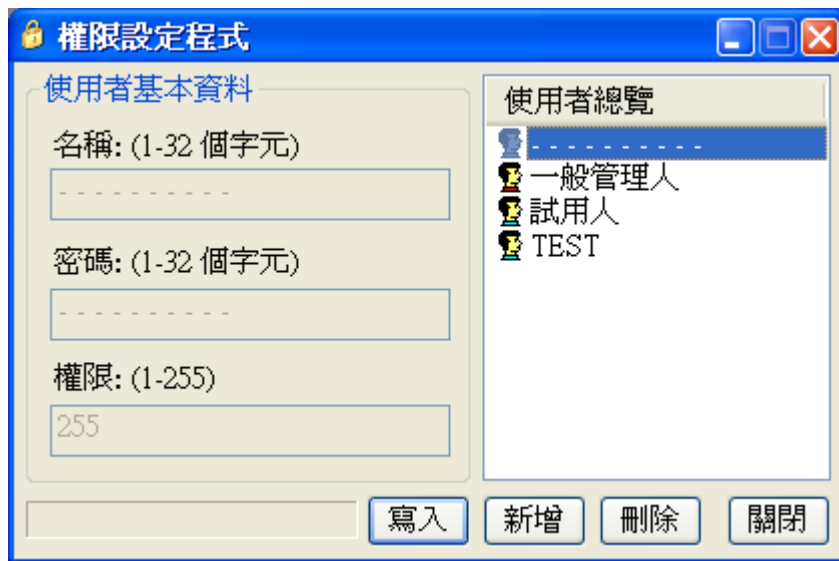 權限設定程式
使用者基本資料
名稱: (1-32 個字元)
- - - - - - - - - -
密碼: (1-32 個字元)
- - - - - - - - - -
權限: (1-255)
255
使用者總覽
- - - - - - - - - -
一般管理人
試用人
TEST
寫入 新增 刪除 關閉